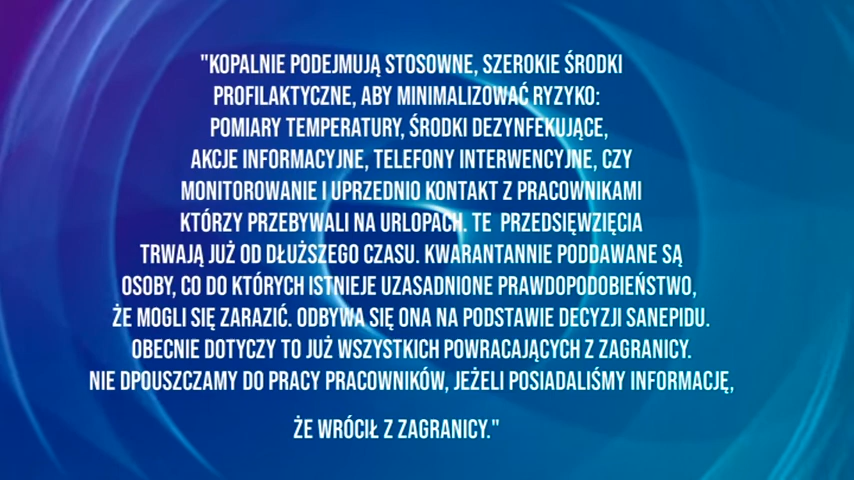 "KOPALNIE PODEJMUJĄ STOSOWNE, SZEROKIE ŚRODKI
PROFILAKTYCZNE, ABY MINIMALIZOWAĆ RYZYKO:
POMIARY TEMPERATURY, ŚRODKI DEZYNFEKUJĄCE,
AKCJE INFORMACYJNE, TELEFONY INTERWENCYJNE, CZY
MONITOROWANIE I UPRZEDNIO KONTAKT Z PRACOWNIKAMI
KTÓRZY PRZEBYWALI NA URLOPACH. TE PRZEDSIĘWZIĘCIA
TRWAJĄ JUŻ OD DŁUŻSZEGO CZASU. KWARANTANNIE PODDAWANE SĄ
OSOBY, CO DO KTÓRYCH ISTNIEJE UZASADNIONE PRAWDOPODOBIEŃSTWO,
ŻE MOGLI SIĘ ZARAZIĆ. ODBYWA SIĘ ONA NA PODSTAWIE DECYZJI SANEPIDU.
OBECNIE DOTYCZY TO JUŻ WSZYSTKICH POWRACAJĄCYCH Z ZAGRANICY.
NIE DPOUSZCZAMY DO PRACY PRACOWNIKÓW, JEŻELI POSIADALIŚMY INFORMACJĘ,
ŻE WRÓCIŁ Z ZAGRANICY."